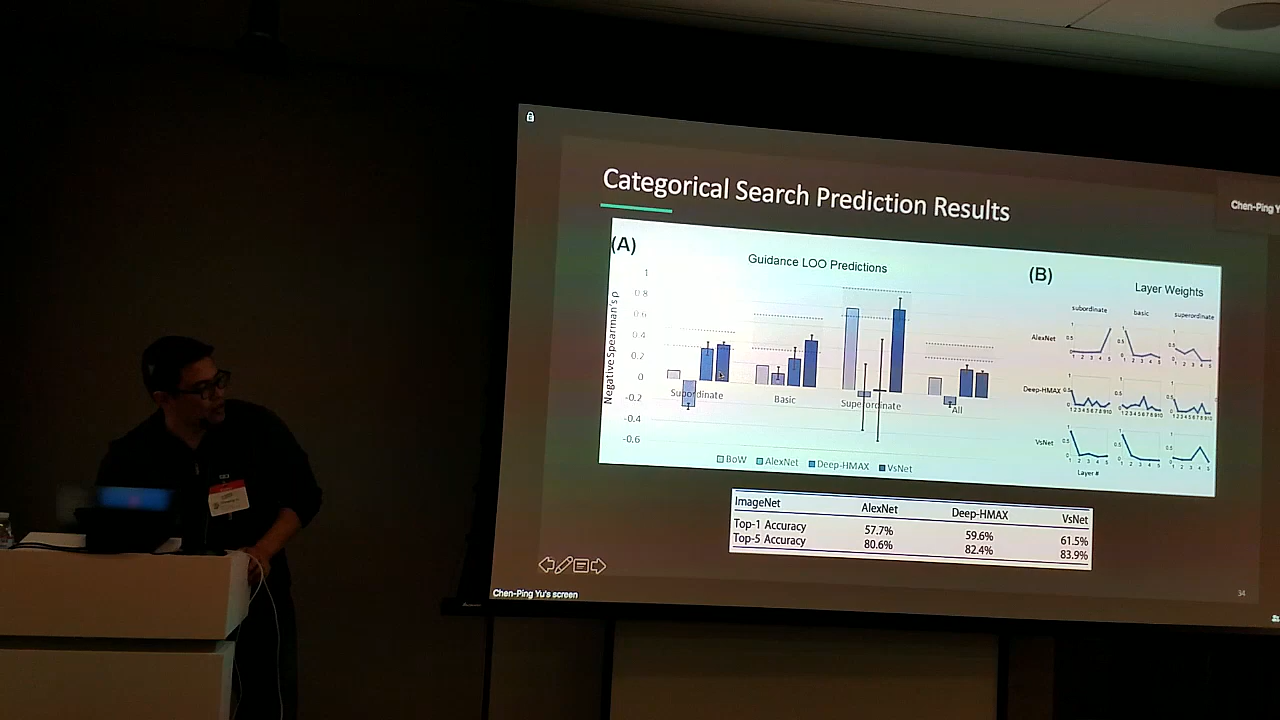 Categorical Search Prediction Results
Chen-Ping Y
(A)
Guidance LOO Predictions
Negative Spearman's ρ
1
0.8
0.6
0.4
0.2
0
-0.2
-0.4
-0.6
Subordinate
Basic
Superordinate
All
BoW AlexNet Deep-HMAX VsNet
(B)
Layer Weights
subordinate basic superordinate
AlexNet
Deep-HMAX
VsNet
Layer #
ImageNet AlexNet Deep-HMAX VsNet
Top-1 Accuracy 57.7% 59.6% 61.5%
Top-5 Accuracy 80.6% 82.4% 83.9%
34
Chen-Ping Yu's screen